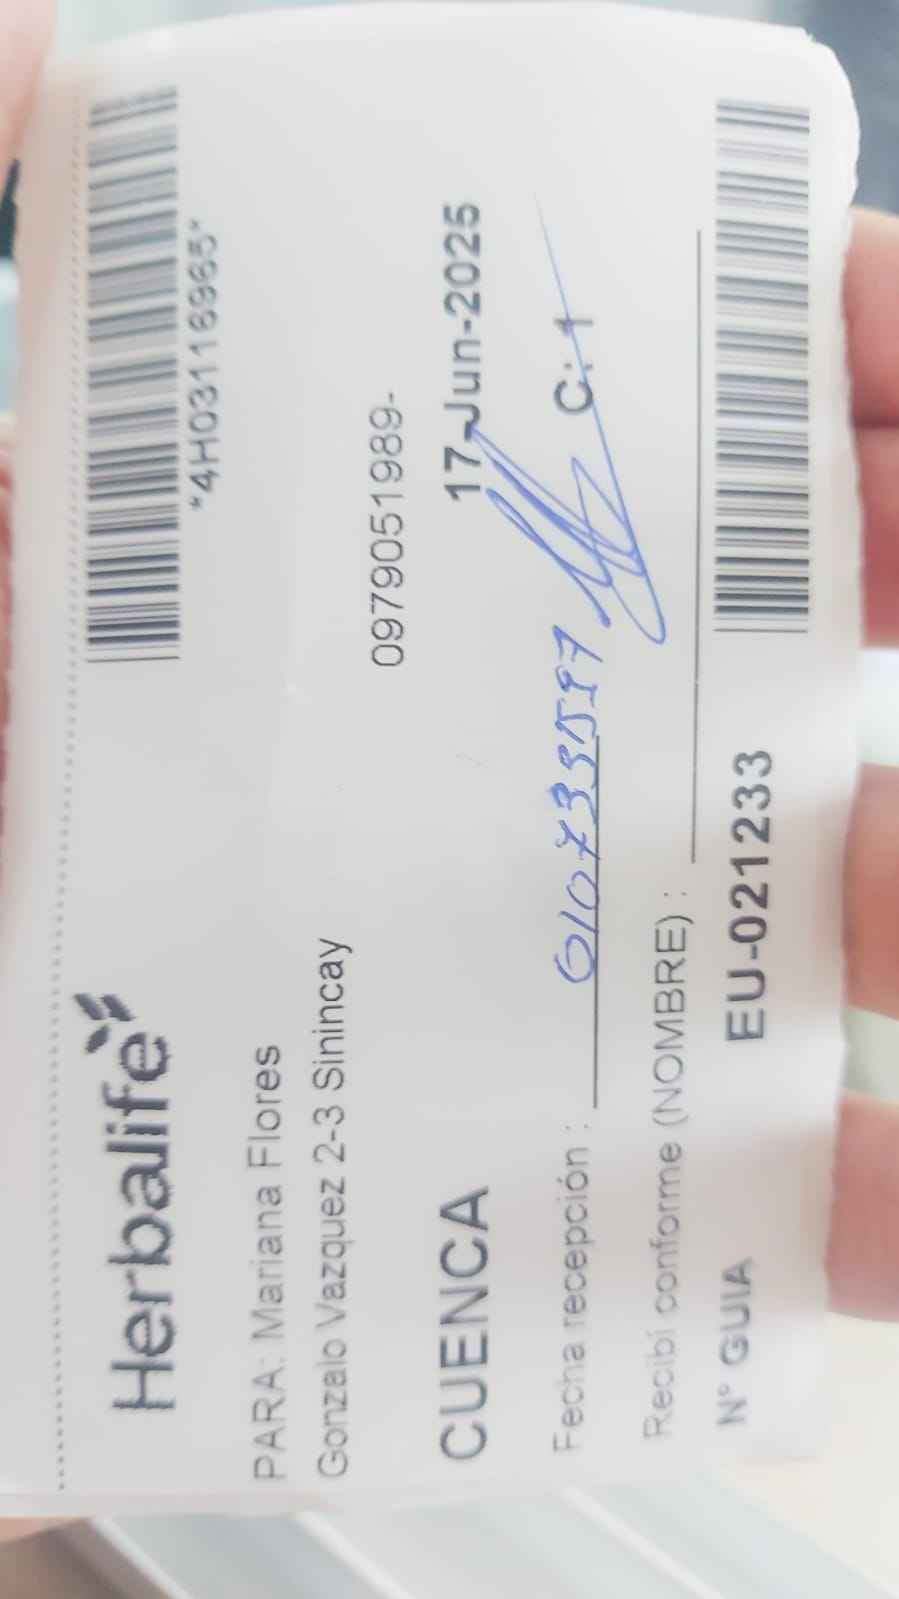 Herbalife
*4H03116965*
PARA: Mariana Flores
Gonzalo Vazquez 2-3 Sinincay
0979051989-
CUENCA 17-Jun-2025
Fecha recepción : C: 1
Recibí conforme (NOMBRE) :
N° GUIA EU-021233